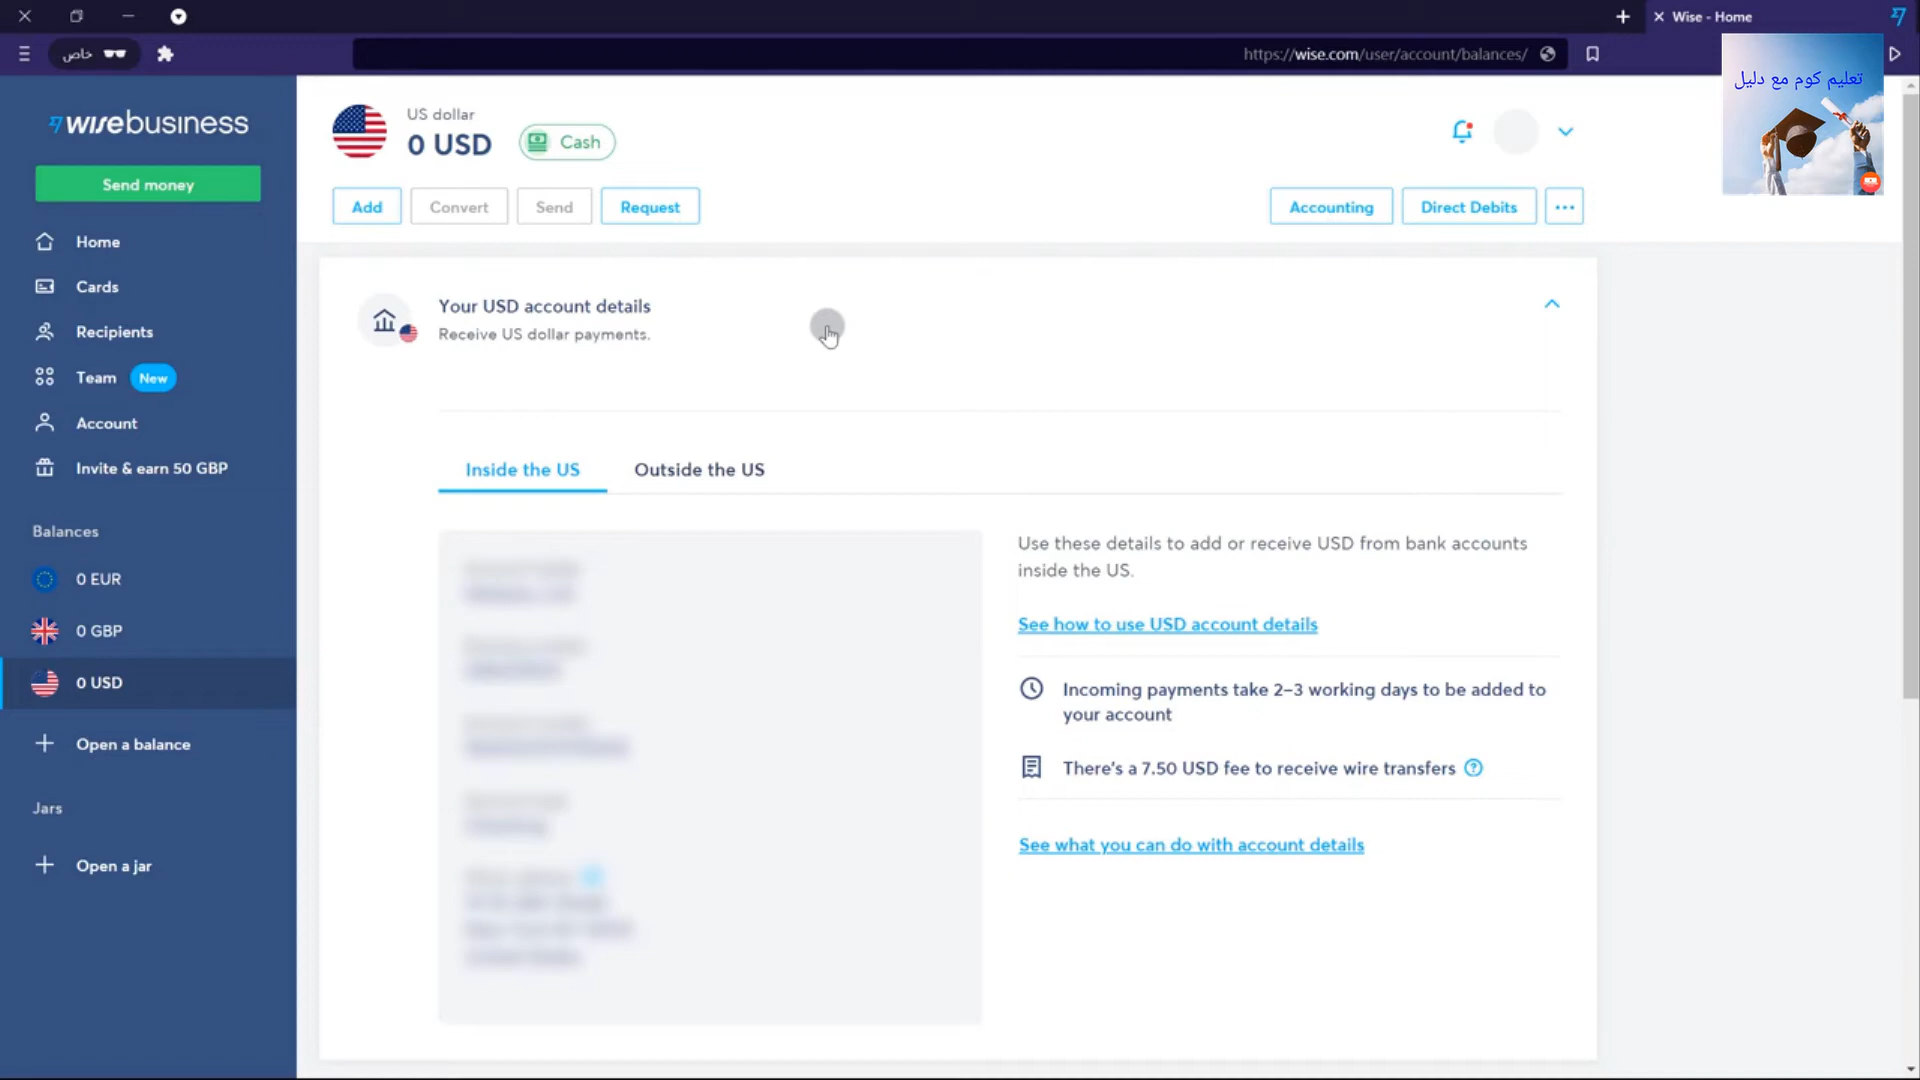 Wise - Home
خاص
https://wise.com/user/account/balances/
تعليم كوم مع دليل
wisebusiness
Send money
Home
Cards
Recipients
Team New
Account
Invite & earn 50 GBP
Balances
0 EUR
0 GBP
0 USD
Open a balance
Jars
Open a jar
US dollar
0 USD
Cash
Add
Convert
Send
Request
Accounting
Direct Debits
Your USD account details
Receive US dollar payments.
Inside the US
Outside the US
Use these details to add or receive USD from bank accounts
inside the US.
See how to use USD account details
Incoming payments take 2–3 working days to be added to
your account
There's a 7.50 USD fee to receive wire transfers
See what you can do with account details